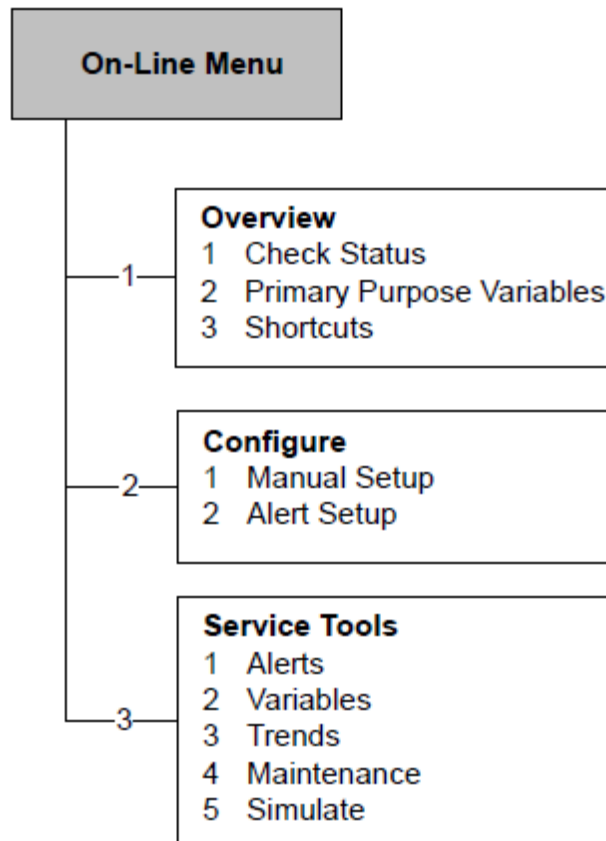 On-Line Menu
1
Overview
1 Check Status
2 Primary Purpose Variables
3 Shortcuts
2
Configure
1 Manual Setup
2 Alert Setup
3
Service Tools
1 Alerts
2 Variables
3 Trends
4 Maintenance
5 Simulate